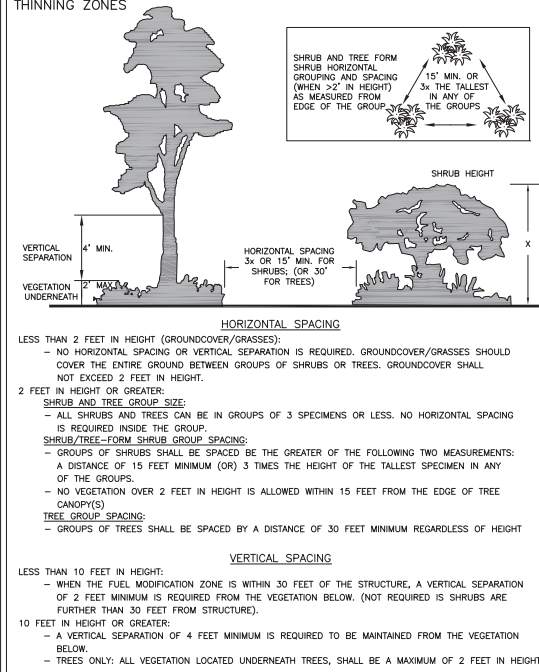 THINNING ZONES
SHRUB AND TREE FORM
SHRUB HORIZONTAL
GROUPING AND SPACING
(WHEN >2' IN HEIGHT)
AS MEASURED FROM
EDGE OF THE GROUP
15' MIN. OR
3x THE TALLEST
IN ANY OF
THE GROUPS
SHRUB HEIGHT
X
VERTICAL
SEPARATION
4' MIN.
VEGETATION
UNDERNEATH
2' MAX
HORIZONTAL SPACING
3x OR 15' MIN. FOR
SHRUBS; (OR 30'
FOR TREES)
HORIZONTAL SPACING
LESS THAN 2 FEET IN HEIGHT (GROUNDCOVER/GRASSES):
– NO HORIZONTAL SPACING OR VERTICAL SEPARATION IS REQUIRED. GROUNDCOVER/GRASSES SHOULD
COVER THE ENTIRE GROUND BETWEEN GROUPS OF SHRUBS OR TREES. GROUNDCOVER SHALL
NOT EXCEED 2 FEET IN HEIGHT.
2 FEET IN HEIGHT OR GREATER:
SHRUB AND TREE GROUP SIZE:
– ALL SHRUBS AND TREES CAN BE IN GROUPS OF 3 SPECIMENS OR LESS. NO HORIZONTAL SPACING
IS REQUIRED INSIDE THE GROUP.
SHRUB/TREE–FORM SHRUB GROUP SPACING:
– GROUPS OF SHRUBS SHALL BE SPACED BE THE GREATER OF THE FOLLOWING TWO MEASUREMENTS:
A DISTANCE OF 15 FEET MINIMUM (OR) 3 TIMES THE HEIGHT OF THE TALLEST SPECIMEN IN ANY
OF THE GROUPS.
– NO VEGETATION OVER 2 FEET IN HEIGHT IS ALLOWED WITHIN 15 FEET FROM THE EDGE OF TREE
CANOPY(S)
TREE GROUP SPACING:
– GROUPS OF TREES SHALL BE SPACED BY A DISTANCE OF 30 FEET MINIMUM REGARDLESS OF HEIGHT
VERTICAL SPACING
LESS THAN 10 FEET IN HEIGHT:
– WHEN THE FUEL MODIFICATION ZONE IS WITHIN 30 FEET OF THE STRUCTURE, A VERTICAL SEPARATION
OF 2 FEET MINIMUM IS REQUIRED FROM THE VEGETATION BELOW. (NOT REQUIRED IS SHRUBS ARE
FURTHER THAN 30 FEET FROM STRUCTURE).
10 FEET IN HEIGHT OR GREATER:
– A VERTICAL SEPARATION OF 4 FEET MINIMUM IS REQUIRED TO BE MAINTAINED FROM THE VEGETATION
BELOW.
– TREES ONLY: ALL VEGETATION LOCATED UNDERNEATH TREES, SHALL BE A MAXIMUM OF 2 FEET IN HEIGHT